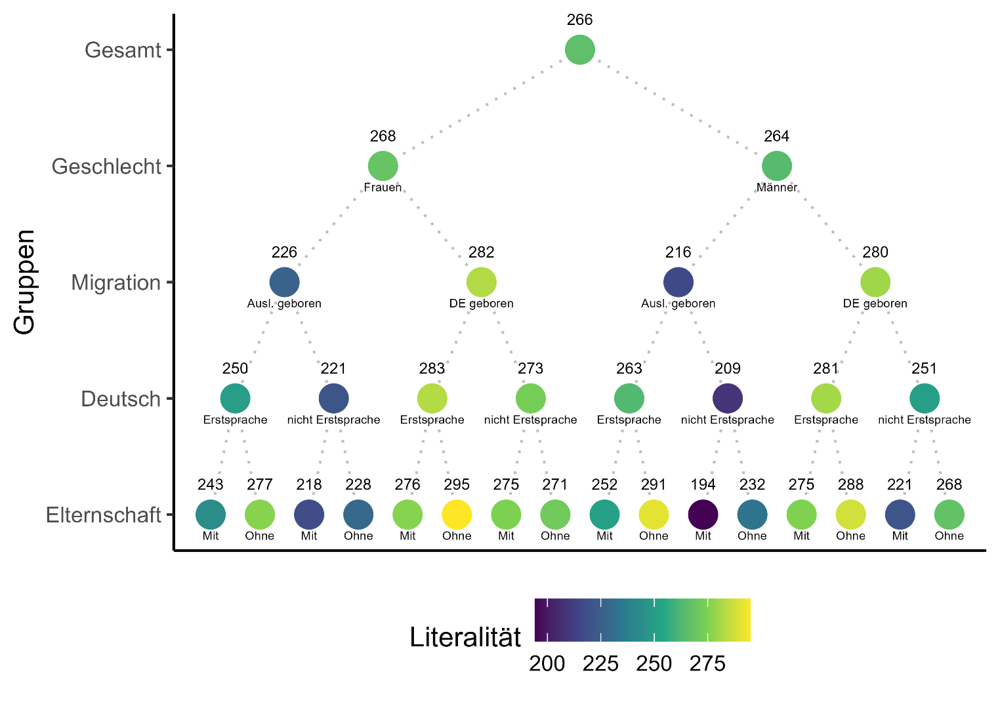 266
Gesamt
268 264
Geschlecht
Frauen Männer
226 282 216 280
Migration
Ausl. geboren DE geboren Ausl. geboren DE geboren
250 221 283 273 263 209 281 251
Deutsch
Erstsprache nicht Erstsprache Erstsprache nicht Erstsprache Erstsprache nicht Erstsprache Erstsprache nicht Erstsprache
243 277 218 228 276 295 275 271 252 291 194 232 275 288 221 268
Elternschaft
Mit Ohne Mit Ohne Mit Ohne Mit Ohne Mit Ohne Mit Ohne Mit Ohne Mit Ohne
Gruppen
Literalität
200 225 250 275